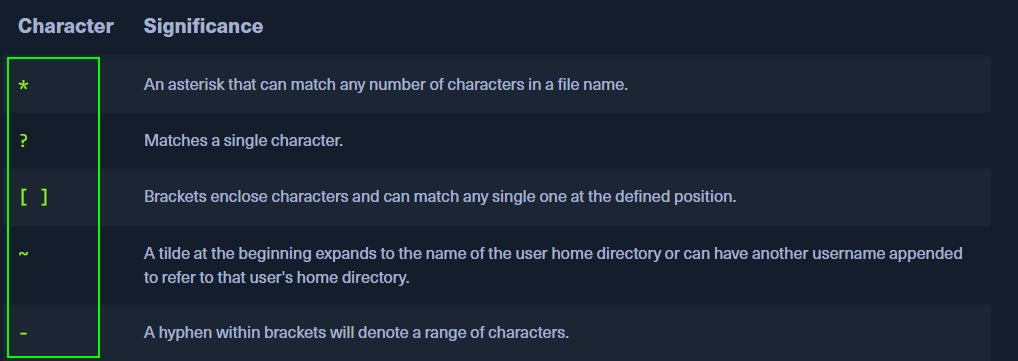 Character Significance
* An asterisk that can match any number of characters in a file name.
? Matches a single character.
[ ] Brackets enclose characters and can match any single one at the defined position.
~ A tilde at the beginning expands to the name of the user home directory or can have another username appended
to refer to that user's home directory.
- A hyphen within brackets will denote a range of characters.